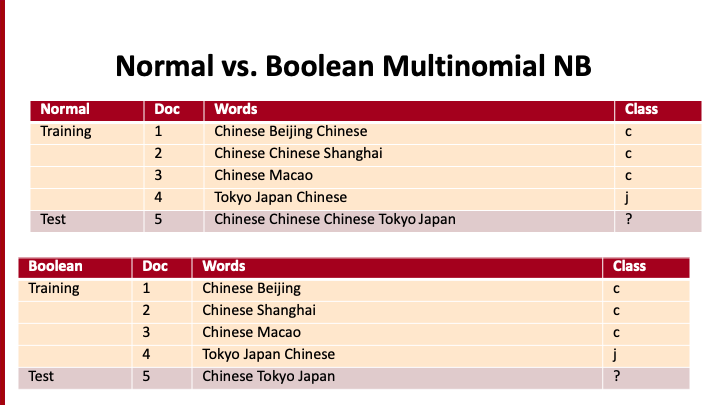 Normal vs. Boolean Multinomial NB
Normal Doc Words Class
Training 1 Chinese Beijing Chinese c
2 Chinese Chinese Shanghai c
3 Chinese Macao c
4 Tokyo Japan Chinese j
Test 5 Chinese Chinese Chinese Tokyo Japan ?
Boolean Doc Words Class
Training 1 Chinese Beijing c
2 Chinese Shanghai c
3 Chinese Macao c
4 Tokyo Japan Chinese j
Test 5 Chinese Tokyo Japan ?